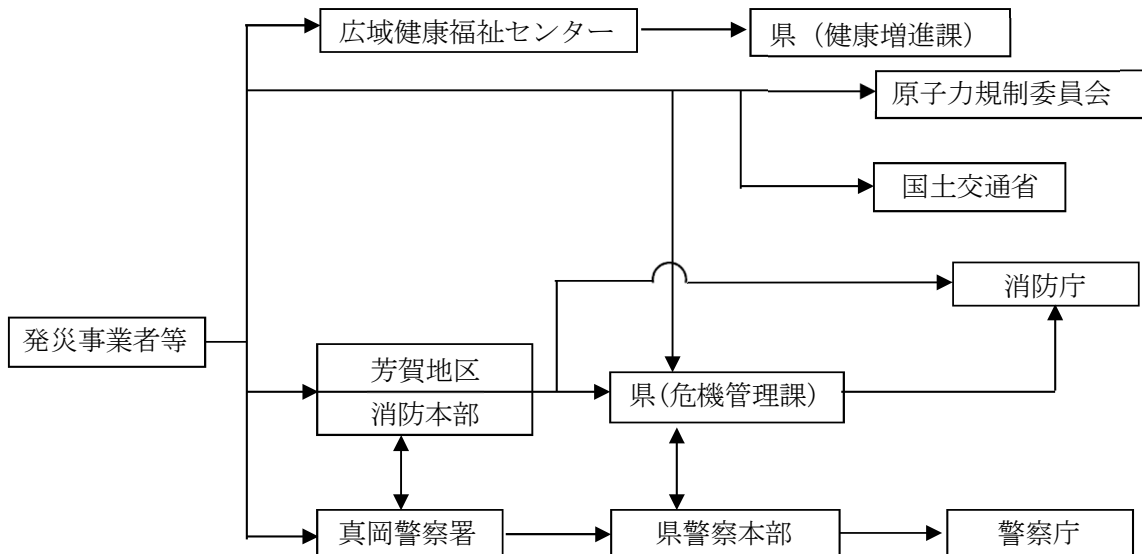 広域健康福祉センター
県（健康増進課）
原子力規制委員会
国土交通省
消防庁
発災事業者等
芳賀地区
消防本部
県(危機管理課)
真岡警察署
県警察本部
警察庁